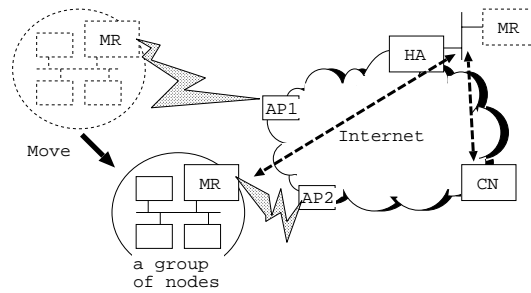 MR
MR
HA
AP1
Internet
Move
MR
CN
AP2
a group
of nodes